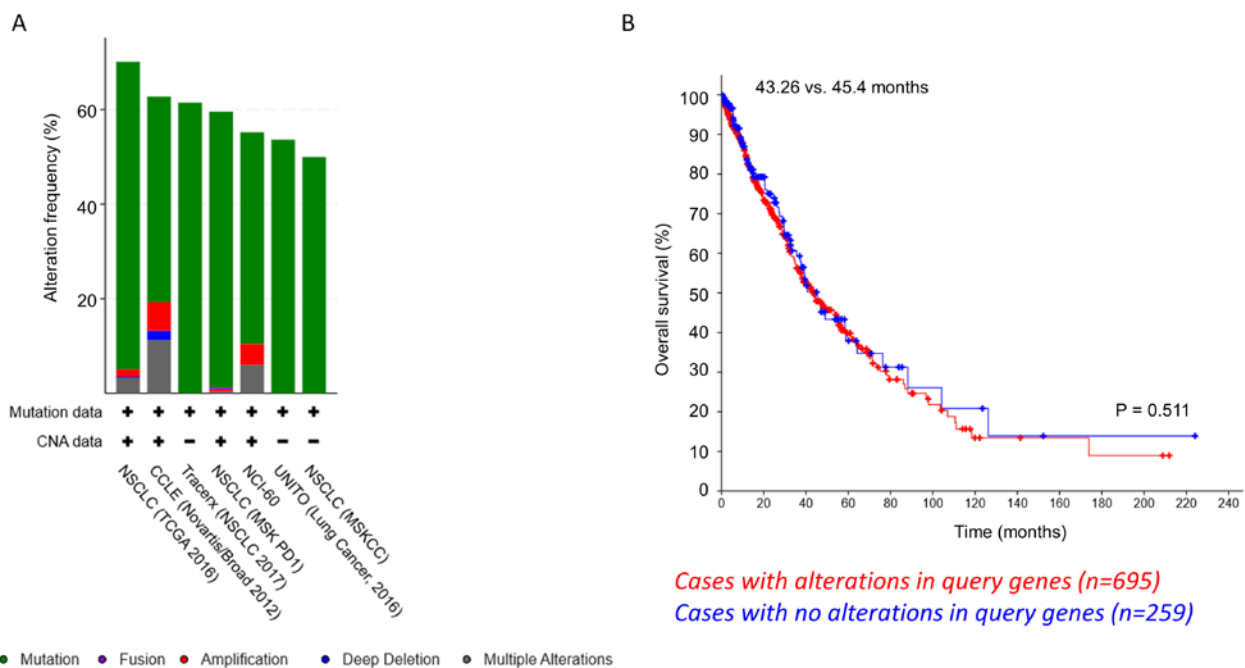 A
Alteration frequency (%)
60
40
20
Mutation data + + + + + + +
CNA data + + − + + − −
NSCLC (TCGA 2016)
CCLE (Novartis/Broad 2012)
Tracerx (NSCLC 2017)
NSCLC (MSK PD1)
NCI-60
UNITO (Lung Cancer, 2016)
NSCLC (MSKCC)
Mutation Fusion Amplification Deep Deletion Multiple Alterations
B
43.26 vs. 45.4 months
Overall survival (%)
100
90
80
70
60
50
40
30
20
10
0
P = 0.511
0 20 40 60 80 100 120 140 160 180 200 220 240
Time (months)
Cases with alterations in query genes (n=695)
Cases with no alterations in query genes (n=259)